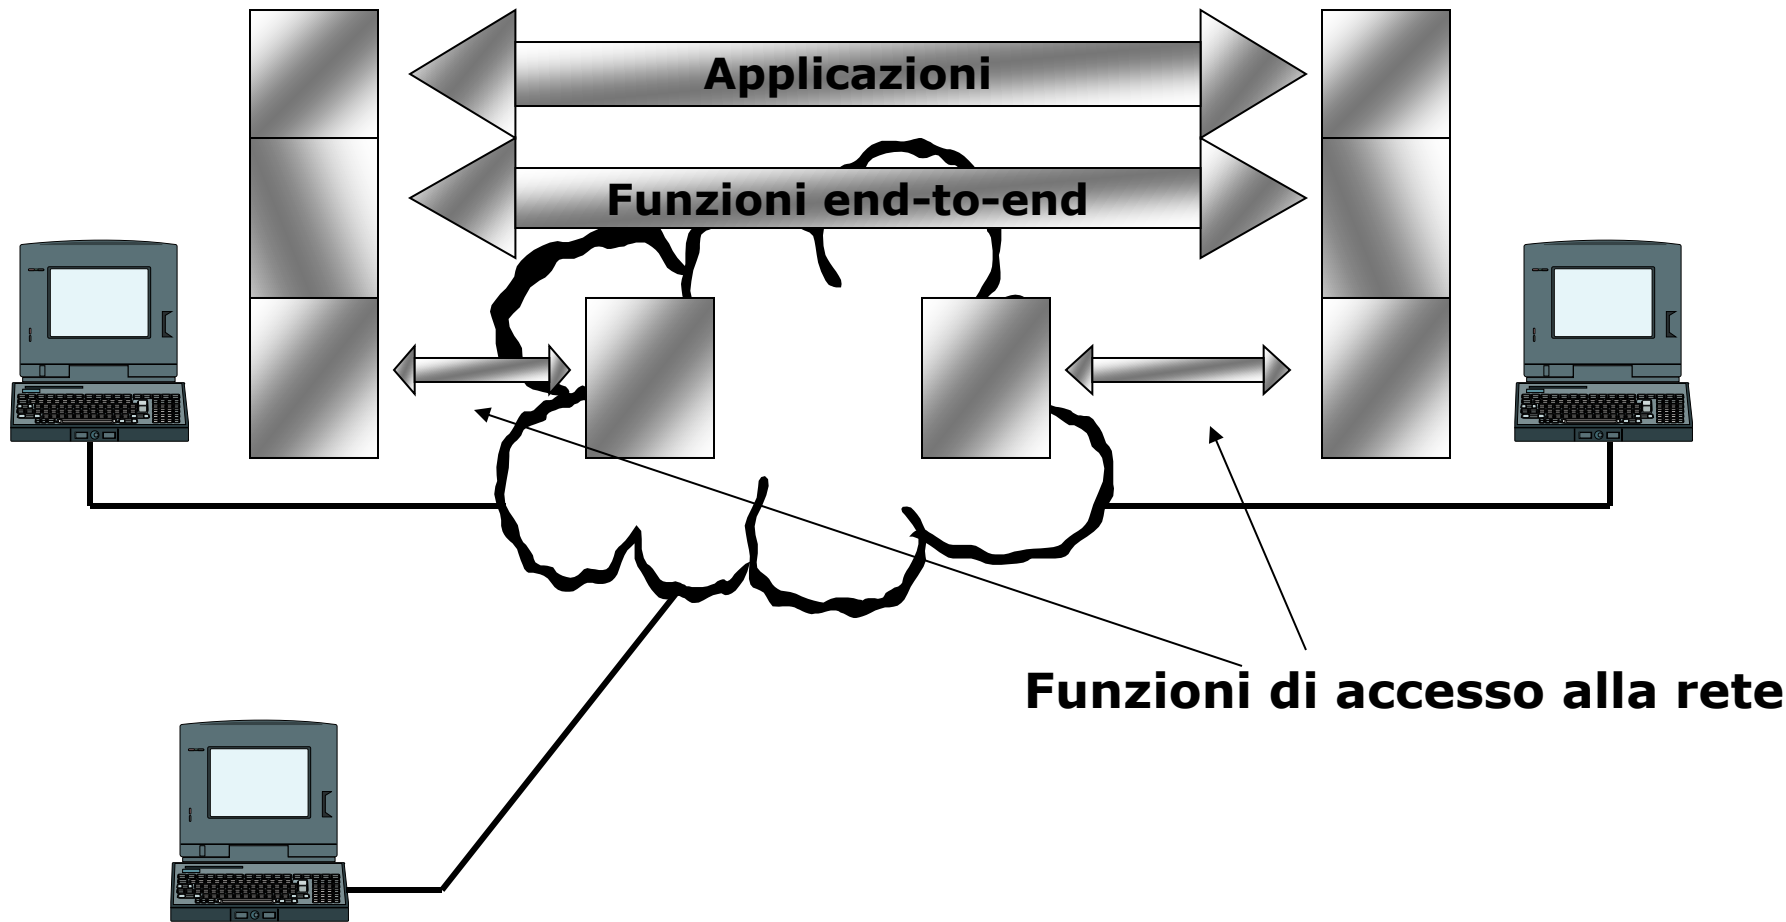 Applicazioni
Funzioni end-to-end
Funzioni di accesso alla rete